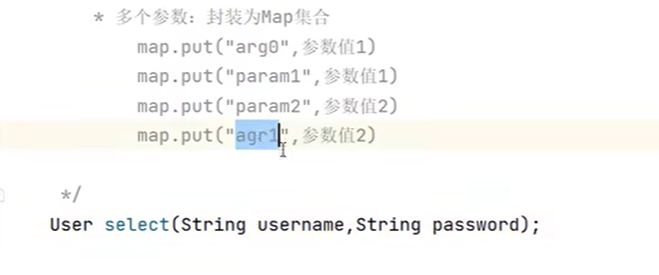 * 多个参数：封装为Map集合
map.put("arg0",参数值1)
map.put("param1",参数值1)
map.put("param2",参数值2)
map.put("agr1",参数值2)
*/
User select(String username,String password);